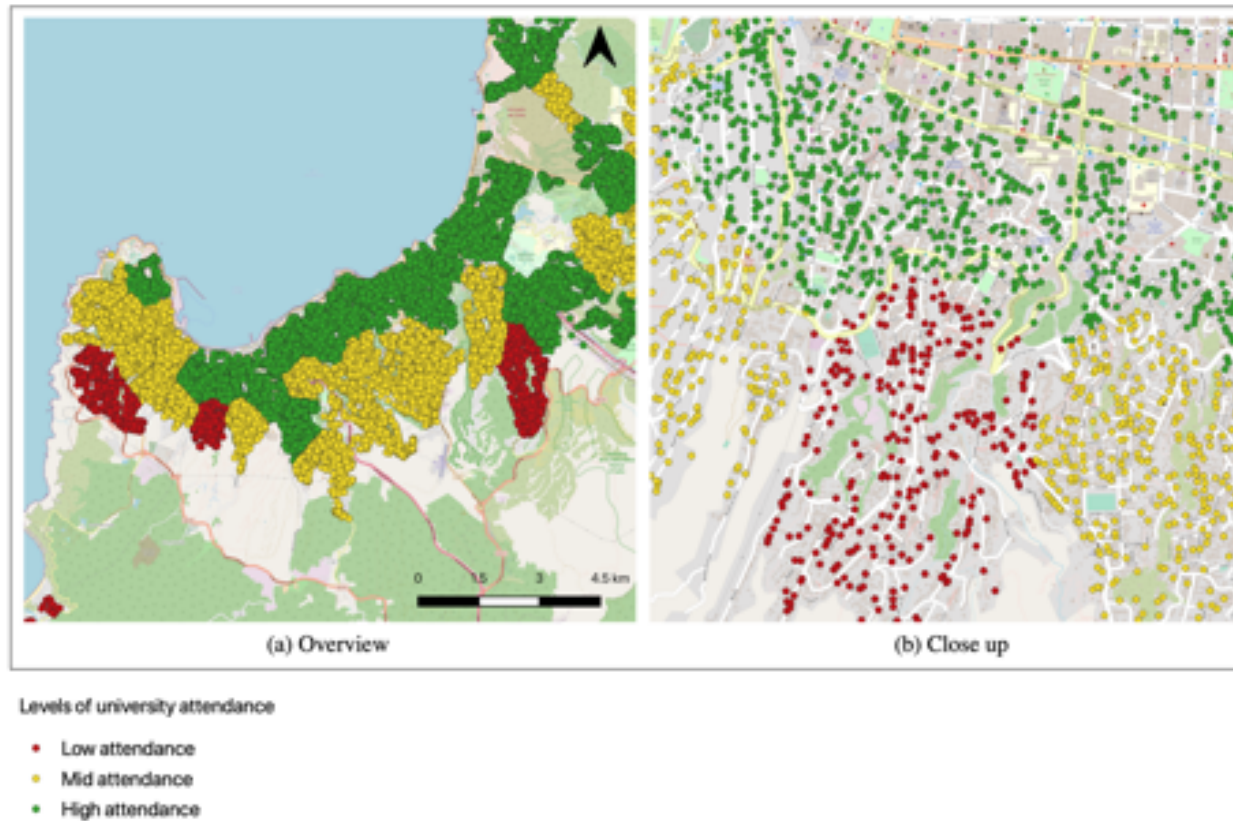 0 1.5 3 4.5 km
(a) Overview
(b) Close up
Levels of university attendance
Low attendance
Mid attendance
High attendance